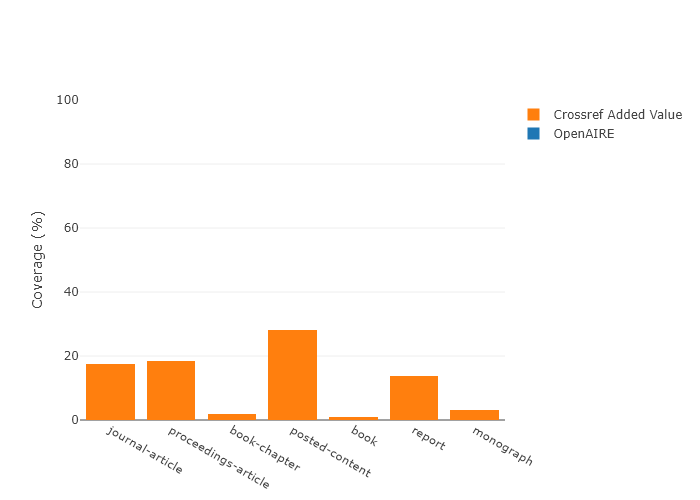 100
80
60
40
20
0
Coverage (%)
journal-article
proceedings-article
book-chapter
posted-content
book
report
monograph
Crossref Added Value
OpenAIRE